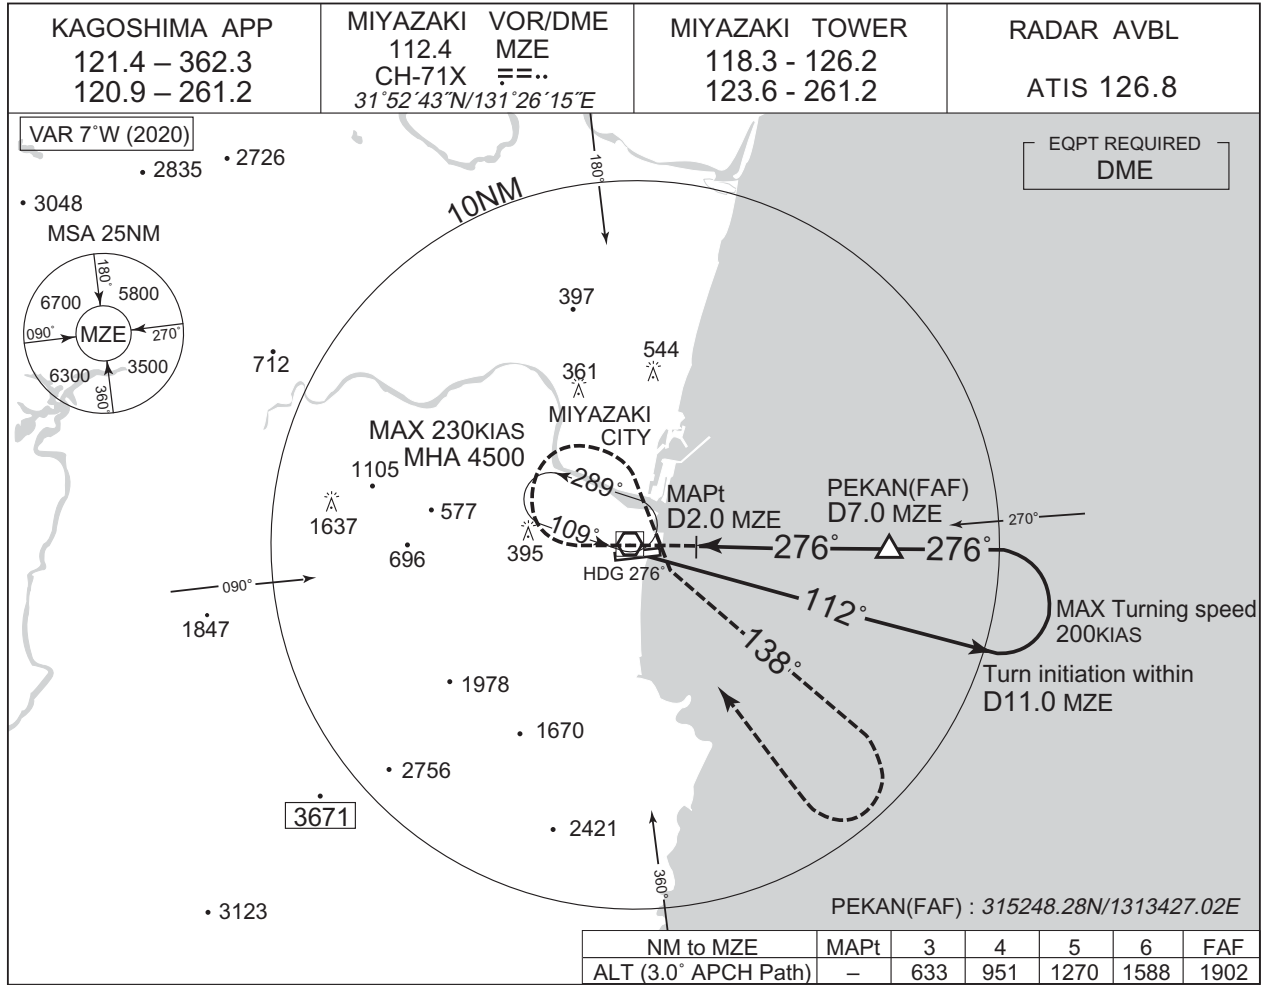 KAGOSHIMA APP
121.4 – 362.3
120.9 – 261.2
MIYAZAKI VOR/DME
112.4 MZE
CH-71X
31˚52´43˝N/131˚26´15˝E
MIYAZAKI TOWER
118.3 - 126.2
123.6 - 261.2
RADAR AVBL
ATIS 126.8
VAR 7˚W (2020)
EQPT REQUIRED
DME
2835
2726
3048
180˚
10NM
MSA 25NM
180˚
6700
5800
090˚
MZE
270˚
6300
3500
360˚
397
712
361
544
MIYAZAKI
CITY
MAX 230KIAS
MHA 4500
1105
1637
577
696
395
289˚
109˚
HDG 276˚
MAPt
D2.0 MZE
PEKAN(FAF)
D7.0 MZE
270˚
276˚
276˚
090˚
112˚
MAX Turning speed
200KIAS
1847
138˚
Turn initiation within
D11.0 MZE
1978
1670
2756
3671
2421
360˚
3123
PEKAN(FAF) : 315248.28N/1313427.02E
NM to MZE MAPt 3 4 5 6 FAF
ALT (3.0˚ APCH Path) – 633 951 1270 1588 1902